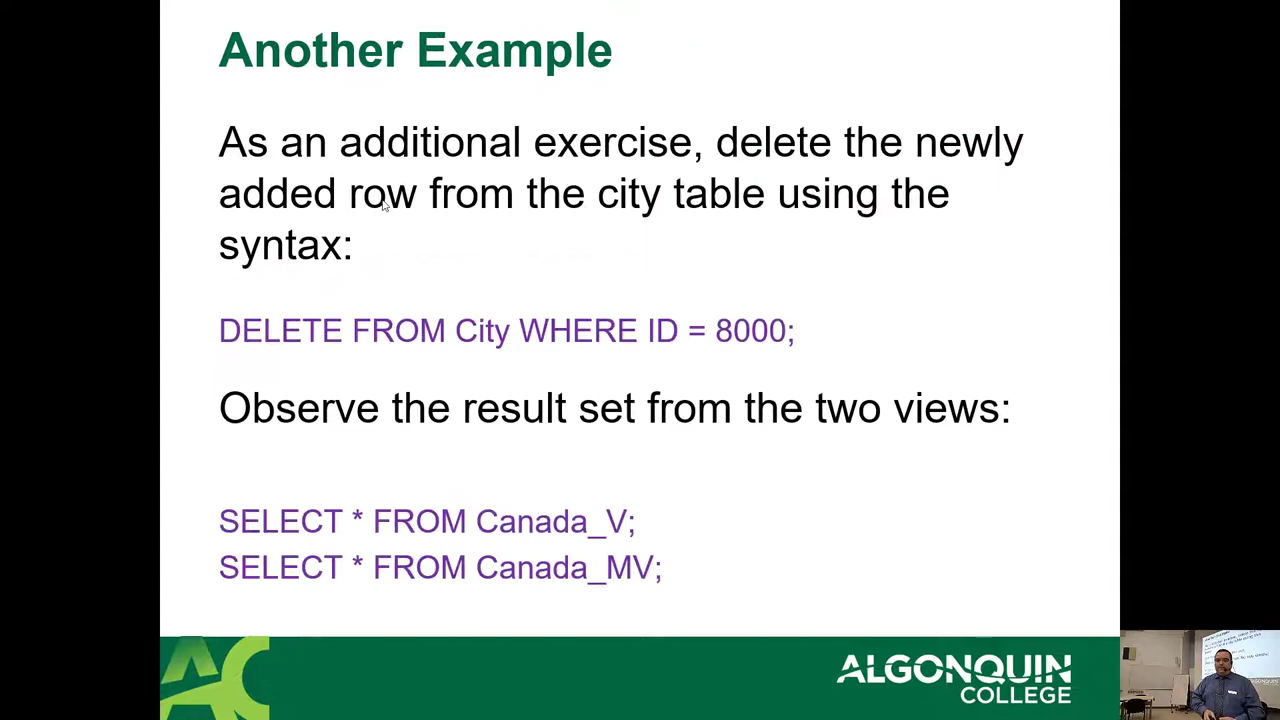 Another Example
As an additional exercise, delete the newly
added row from the city table using the
syntax:
DELETE FROM City WHERE ID = 8000;
Observe the result set from the two views:
SELECT * FROM Canada_V;
SELECT * FROM Canada_MV;
AC
ALGONQUIN
COLLEGE